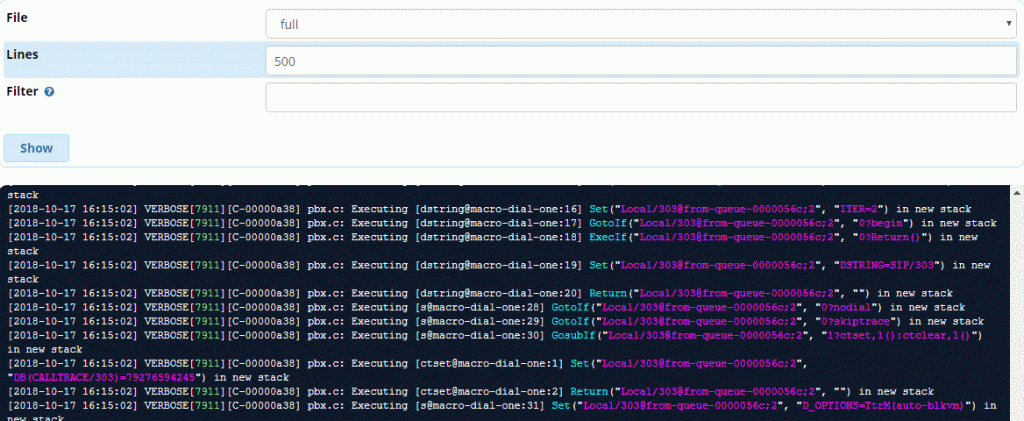 File
full
Lines
500
Filter
Show
stack
[2018-10-17 16:15:02] VERBOSE[7911][C-00000a38] pbx.c: Executing [dstring@macro-dial-one:16] Set("Local/303@from-queue-0000056c;2", "ITER=2") in new stack
[2018-10-17 16:15:02] VERBOSE[7911][C-00000a38] pbx.c: Executing [dstring@macro-dial-one:17] GotoIf("Local/303@from-queue-0000056c;2", "0?begin") in new stack
[2018-10-17 16:15:02] VERBOSE[7911][C-00000a38] pbx.c: Executing [dstring@macro-dial-one:18] ExecIf("Local/303@from-queue-0000056c;2", "0?Return()") in new
stack
[2018-10-17 16:15:02] VERBOSE[7911][C-00000a38] pbx.c: Executing [dstring@macro-dial-one:19] Set("Local/303@from-queue-0000056c;2", "DSTRING=SIP/303") in new
stack
[2018-10-17 16:15:02] VERBOSE[7911][C-00000a38] pbx.c: Executing [dstring@macro-dial-one:20] Return("Local/303@from-queue-0000056c;2", "") in new stack
[2018-10-17 16:15:02] VERBOSE[7911][C-00000a38] pbx.c: Executing [s@macro-dial-one:28] GotoIf("Local/303@from-queue-0000056c;2", "0?nodial") in new stack
[2018-10-17 16:15:02] VERBOSE[7911][C-00000a38] pbx.c: Executing [s@macro-dial-one:29] GotoIf("Local/303@from-queue-0000056c;2", "0?skiptrace") in new stack
[2018-10-17 16:15:02] VERBOSE[7911][C-00000a38] pbx.c: Executing [s@macro-dial-one:30] GosubIf("Local/303@from-queue-0000056c;2", "1?ctset,1():ctclear,1()")
in new stack
[2018-10-17 16:15:02] VERBOSE[7911][C-00000a38] pbx.c: Executing [ctset@macro-dial-one:1] Set("Local/303@from-queue-0000056c;2",
"DB(CALLTRACE/303)=79276594245") in new stack
[2018-10-17 16:15:02] VERBOSE[7911][C-00000a38] pbx.c: Executing [ctset@macro-dial-one:2] Return("Local/303@from-queue-0000056c;2", "") in new stack
[2018-10-17 16:15:02] VERBOSE[7911][C-00000a38] pbx.c: Executing [s@macro-dial-one:31] Set("Local/303@from-queue-0000056c;2", "D_OPTIONS=TtrM(auto-blkvm)") in
new stack